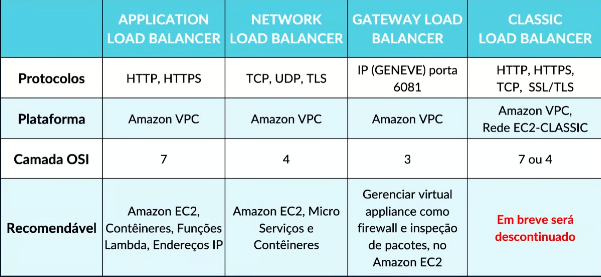 APPLICATION
LOAD BALANCER
NETWORK
LOAD BALANCER
GATEWAY LOAD
BALANCER
CLASSIC
LOAD BALANCER
Protocolos
HTTP, HTTPS
TCP, UDP, TLS
IP (GENEVE) porta
6081
HTTP, HTTPS,
TCP, SSL/TLS
Plataforma
Amazon VPC
Amazon VPC
Amazon VPC
Amazon VPC,
Rede EC2-CLASSIC
Camada OSI
7
4
3
7 ou 4
Recomendável
Amazon EC2,
Contêineres, Funções
Lambda, Endereços IP
Amazon EC2, Micro
Serviços e
Contêineres
Gerenciar virtual
appliance como
firewall e inspeção
de pacotes, no
Amazon EC2
Em breve será
descontinuado